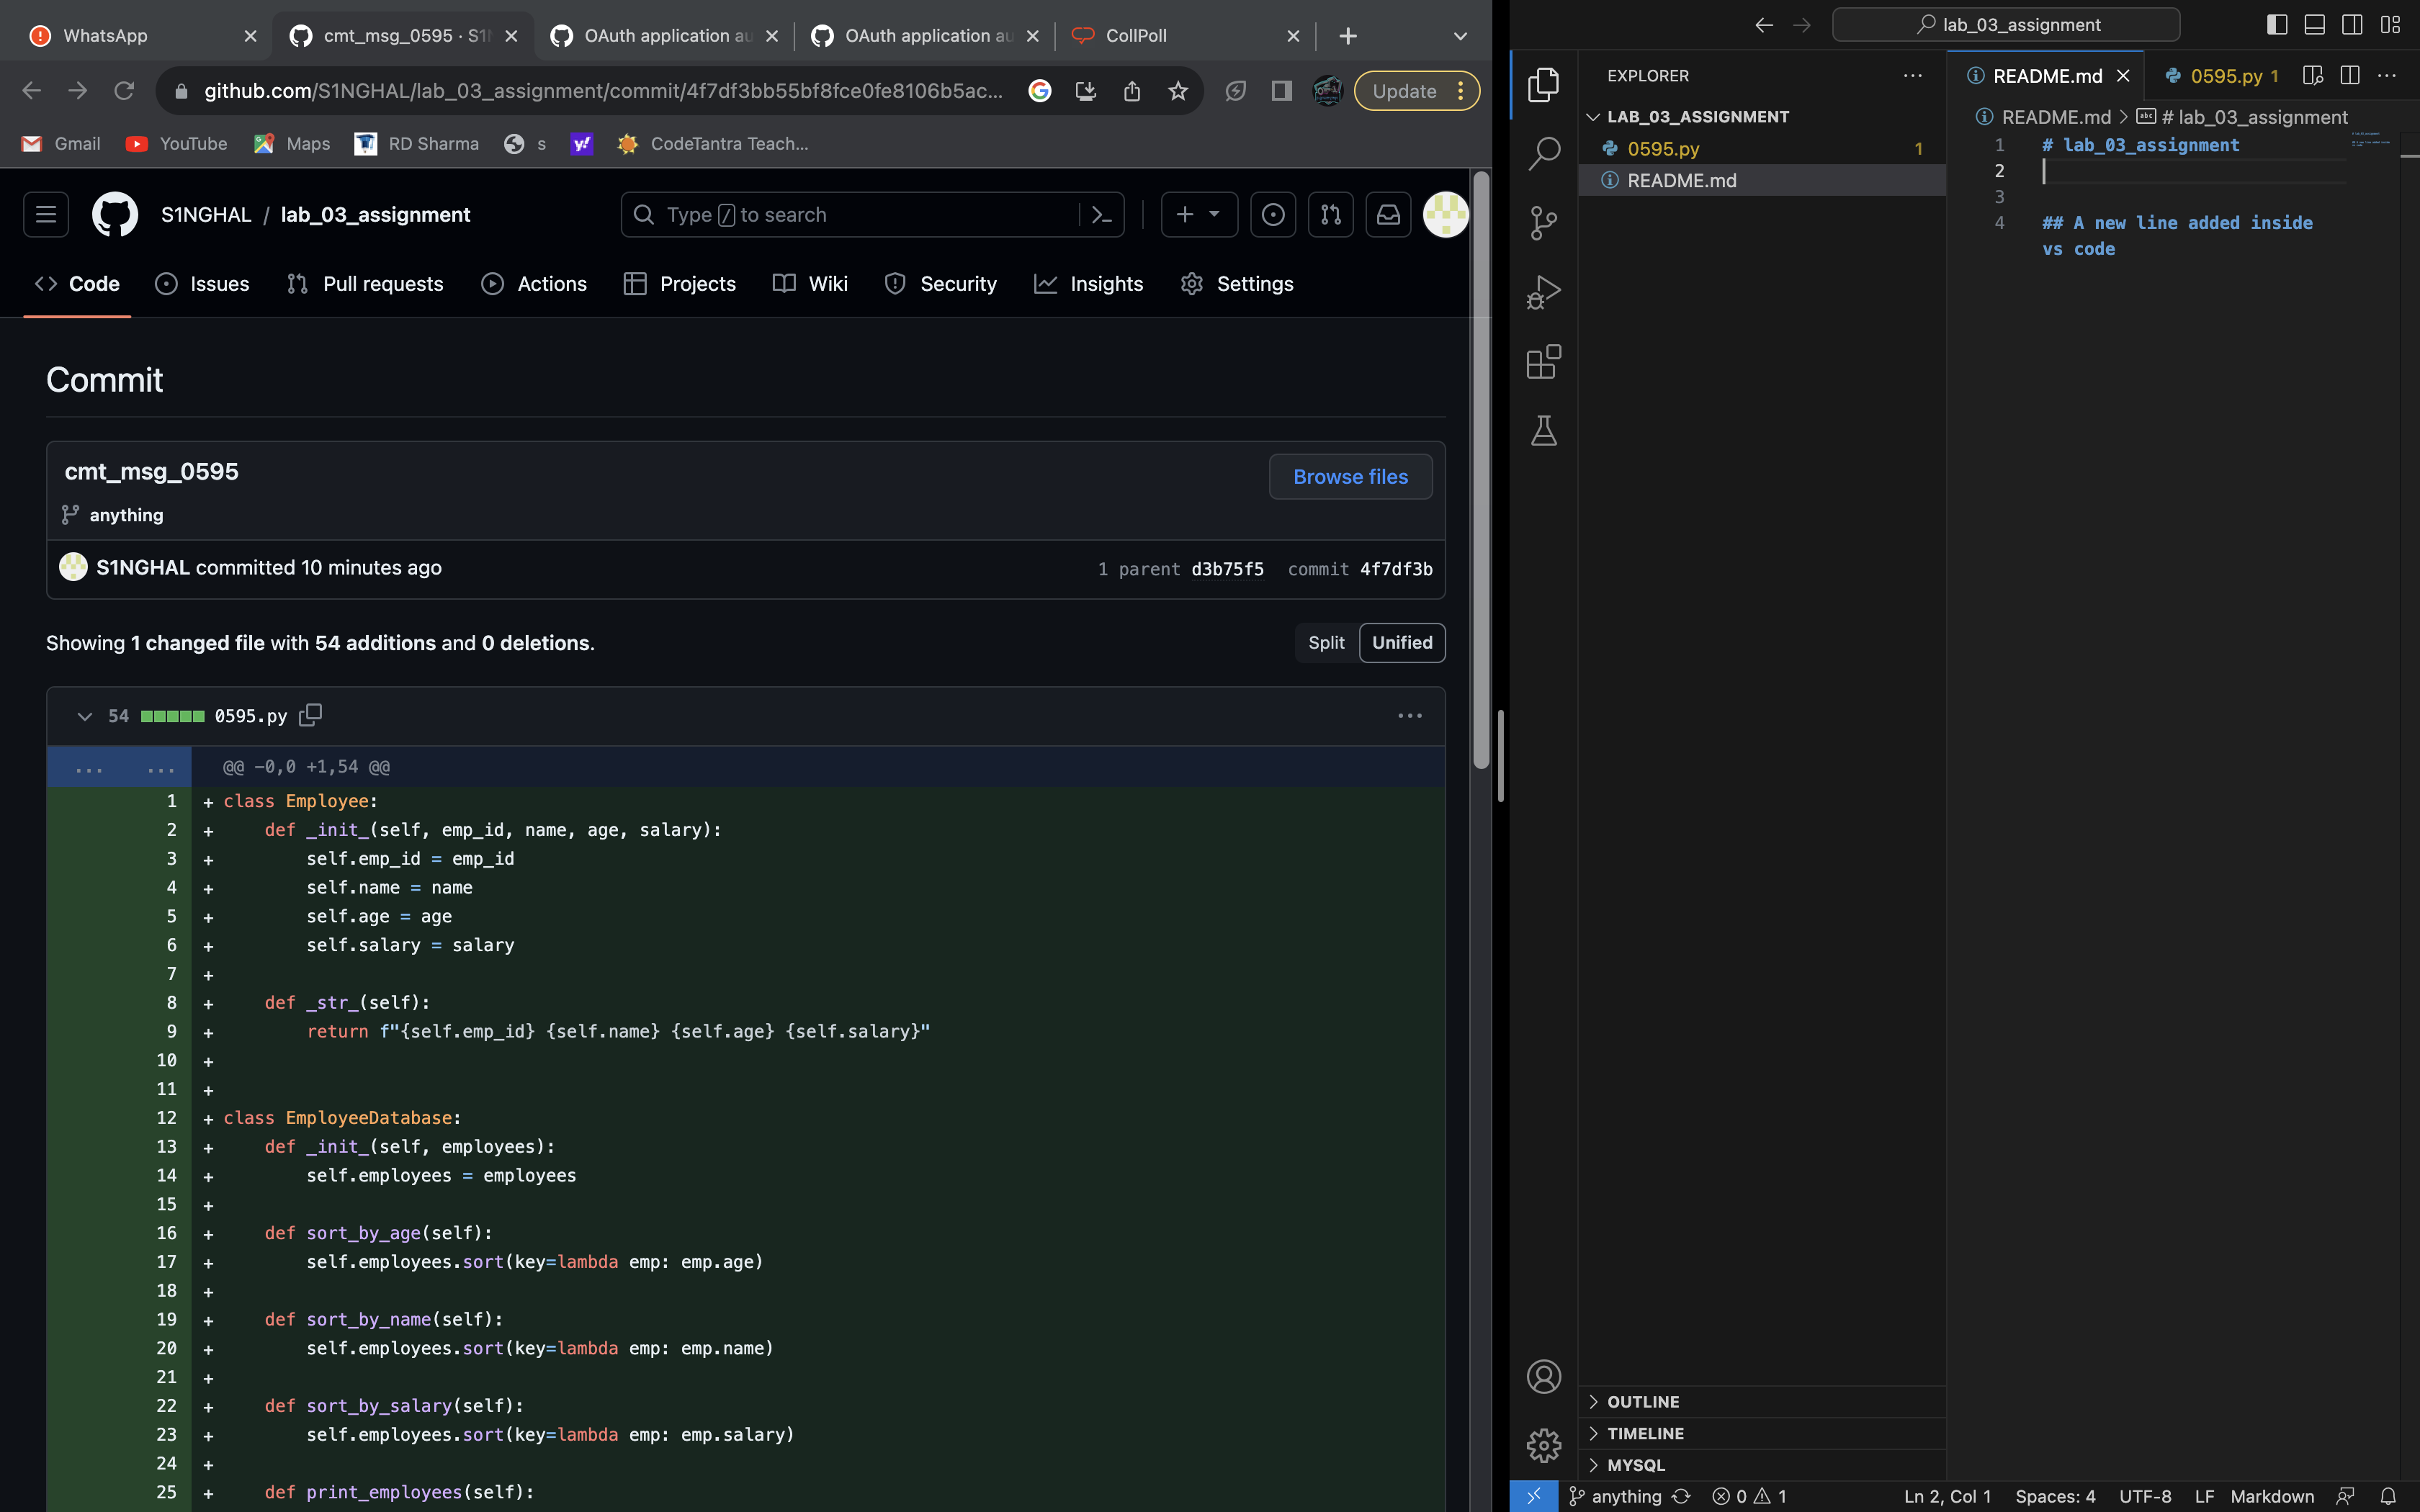 WhatsApp
cmt_msg_0595 · S1
OAuth application au
OAuth application au
CollPoll
github.com/S1NGHAL/lab_03_assignment/commit/4f7df3bb55bf8fce0fe8106b5ac...
Update
Gmail
YouTube
Maps
RD Sharma
s
CodeTantra Teach...
S1NGHAL / lab_03_assignment
Type / to search
Code
Issues
Pull requests
Actions
Projects
Wiki
Security
Insights
Settings
Commit
cmt_msg_0595
Browse files
anything
S1NGHAL committed 10 minutes ago
1 parent d3b75f5 commit 4f7df3b
Showing 1 changed file with 54 additions and 0 deletions.
Split
Unified
54 0595.py
... ... @@ -0,0 +1,54 @@
1 + class Employee:
2 +     def _init_(self, emp_id, name, age, salary):
3 +         self.emp_id = emp_id
4 +         self.name = name
5 +         self.age = age
6 +         self.salary = salary
7 +
8 +     def _str_(self):
9 +         return f"{self.emp_id} {self.name} {self.age} {self.salary}"
10 +
11 +
12 + class EmployeeDatabase:
13 +     def _init_(self, employees):
14 +         self.employees = employees
15 +
16 +     def sort_by_age(self):
17 +         self.employees.sort(key=lambda emp: emp.age)
18 +
19 +     def sort_by_name(self):
20 +         self.employees.sort(key=lambda emp: emp.name)
21 +
22 +     def sort_by_salary(self):
23 +         self.employees.sort(key=lambda emp: emp.salary)
24 +
25 +     def print_employees(self):
lab_03_assignment
EXPLORER
LAB_03_ASSIGNMENT
0595.py 1
README.md
OUTLINE
TIMELINE
MYSQL
README.md
0595.py 1
README.md > # lab_03_assignment
1 # lab_03_assignment
2
3
4 ## A new line added inside
vs code
anything
0
1
Ln 2, Col 1
Spaces: 4
UTF-8
LF
Markdown